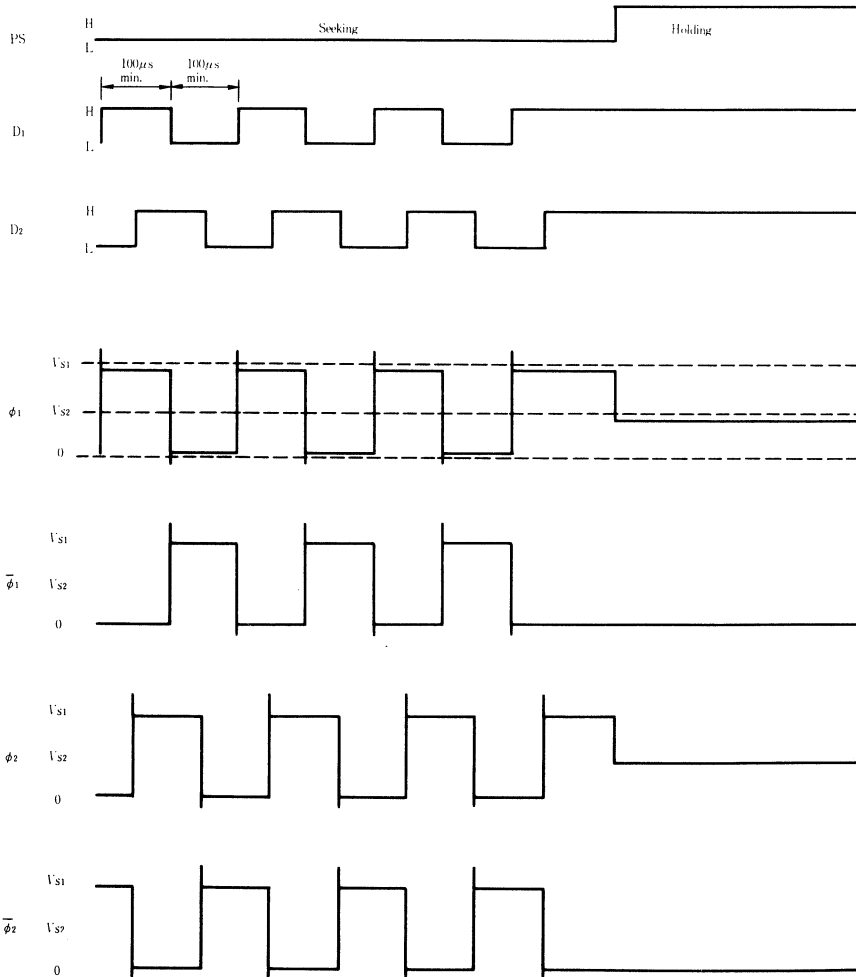 PS H Seeking Holding
L
100μs min. 100μs min.
D1 H
L
D2 H
L
VS1
φ1 VS2
0
VS1
φ̄1 VS2
0
VS1
φ2 VS2
0
VS1
φ̄2 VS2
0